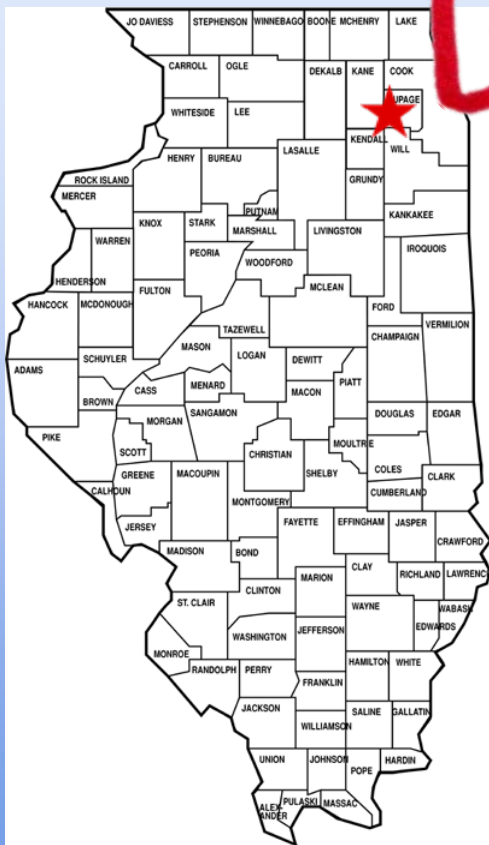 JO DAVIESS
STEPHENSON
WINNEBAGO
BOONE
MCHENRY
LAKE
CARROLL
OGLE
DEKALB
KANE
COOK
UPAGE
WHITESIDE
LEE
KENDALL
WILL
HENRY
BUREAU
LASALLE
ROCK ISLAND
GRUNDY
MERCER
PUTNAM
KANKAKEE
KNOX
STARK
MARSHALL
LIVINGSTON
WARREN
PEORIA
IROQUOIS
WOODFORD
HENDERSON
FULTON
MCLEAN
HANCOCK
MCDONOUGH
FORD
TAZEWELL
VERMILION
MASON
CHAMPAIGN
SCHUYLER
LOGAN
DEWITT
ADAMS
CASS
MENARD
PIATT
BROWN
MACON
SANGAMON
DOUGLAS
EDGAR
MORGAN
PIKE
SCOTT
CHRISTIAN
MOULTRIE
GREENE
MACOUPIN
SHELBY
COLES
CLARK
CALHOUN
CUMBERLAND
MONTGOMERY
JERSEY
FAYETTE
EFFINGHAM
JASPER
CRAWFORD
MADISON
BOND
CLAY
RICHLAND
LAWRENC
MARION
CLINTON
ST. CLAIR
WAYNE
WABASH
EDWARDS
WASHINGTON
JEFFERSON
MONROE
RANDOLPH
PERRY
HAMILTON
WHITE
FRANKLIN
JACKSON
SALINE
GALLATIN
WILLIAMSON
UNION
JOHNSON
HARDIN
POPE
ALEX-
ANDER
PULASKI
MASSAC